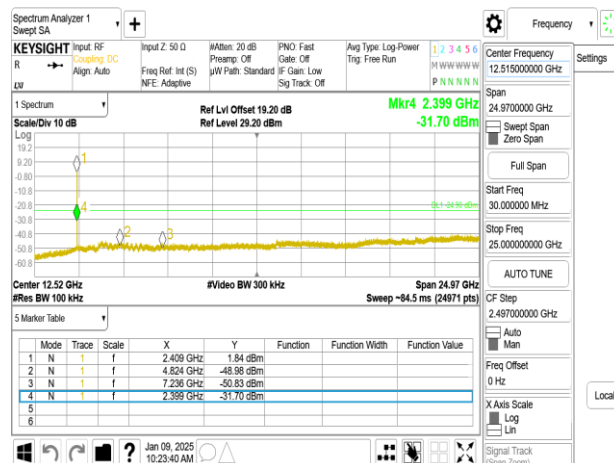 Spectrum Analyzer 1
Swept SA
Frequency
KEYSIGHT
R
Input: RF
Coupling: DC
Align: Auto
Input Z: 50 Ω
Freq Ref: Int (S)
NFE: Adaptive
#Atten: 20 dB
Preamp: Off
µW Path: Standard
PNO: Fast
Gate: Off
IF Gain: Low
Sig Track: Off
Avg Type: Log-Power
Trig: Free Run
1 2 3 4 5 6
M W W W W W
P N N N N N
1 Spectrum
Scale/Div 10 dB
Ref Lvl Offset 19.20 dB
Ref Level 29.20 dBm
Mkr4 2.399 GHz
-31.70 dBm
Log
19.2
9.20
-0.80
-10.8
-20.8
-30.8
-40.8
-50.8
-60.8
1
4
2
3
Center 12.52 GHz
#Res BW 100 kHz
#Video BW 300 kHz
Span 24.97 GHz
Sweep ~84.5 ms (24971 pts)
5 Marker Table
Mode Trace Scale X Y Function Function Width Function Value
1 N 1 f 2.409 GHz 1.84 dBm
2 N 1 f 4.824 GHz -48.98 dBm
3 N 1 f 7.236 GHz -50.83 dBm
4 N 1 f 2.399 GHz -31.70 dBm
5
6
Jan 09, 2025
10:23:40 AM
Center Frequency
12.515000000 GHz
Span
24.9700000 GHz
Swept Span
Zero Span
Full Span
Start Freq
30.000000 MHz
Stop Freq
25.000000000 GHz
AUTO TUNE
CF Step
2.497000000 GHz
Auto
Man
Freq Offset
0 Hz
X Axis Scale
Log
Lin
Signal Track
(Span Zoom)
Settings
Local